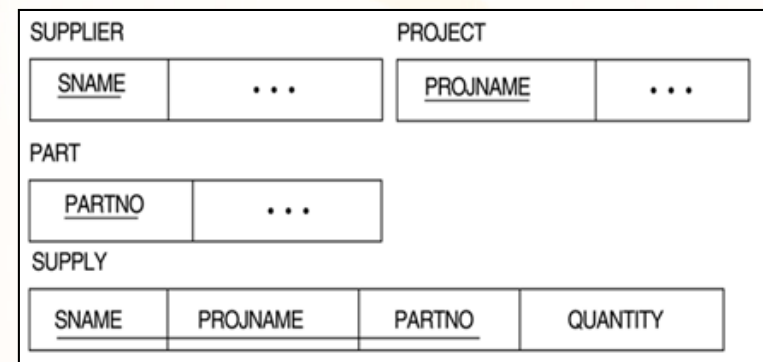 SUPPLIER
PROJECT
SNAME • • •
PROJNAME • • •
PART
PARTNO • • •
SUPPLY
SNAME PROJNAME PARTNO QUANTITY